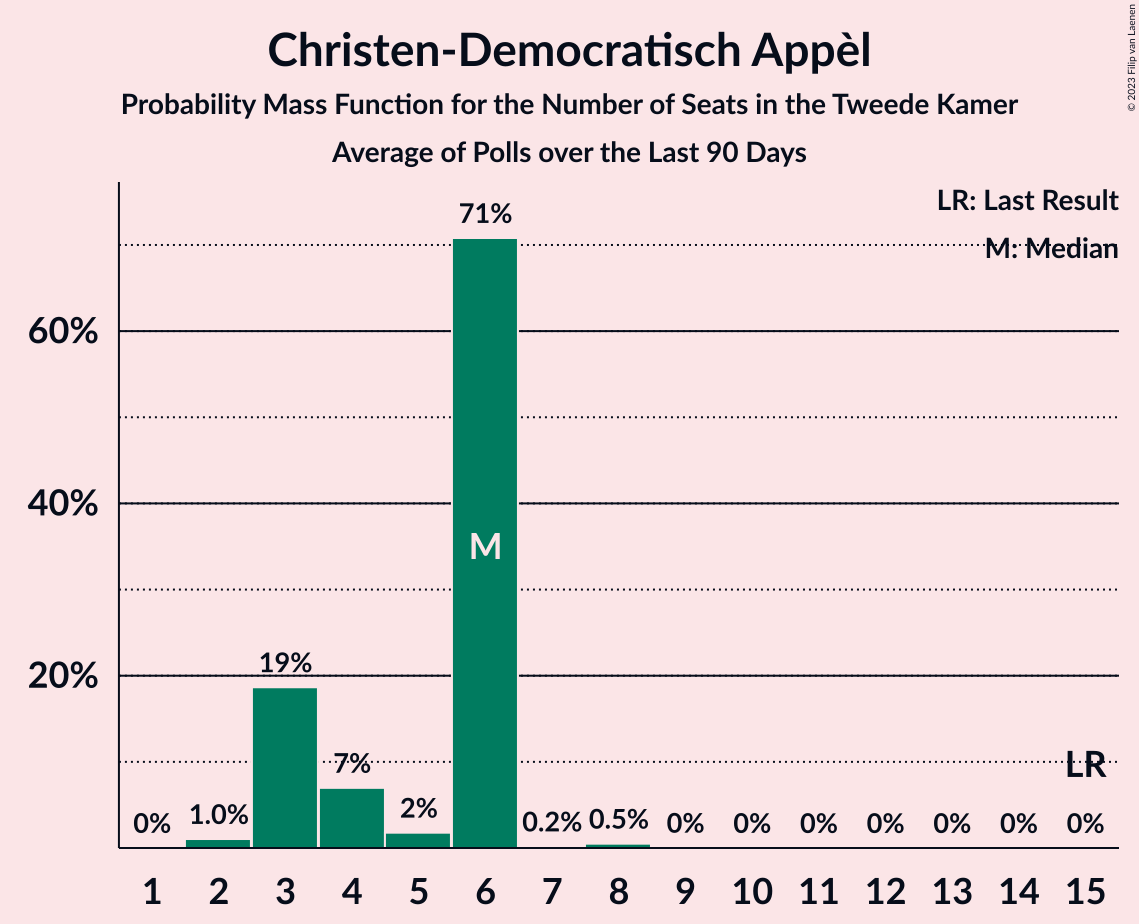 Christen-Democratisch Appèl
Probability Mass Function for the Number of Seats in the Tweede Kamer
Average of Polls over the Last 90 Days
© 2023 Filip van Laenen
LR: Last Result
M: Median
71%
60%
40%
M
19%
20%
7%
LR
0% 1.0% 2% 0.2% 0.5% 0% 0% 0% 0% 0% 0% 0%
1 2 3 4 5 6 7 8 9 10 11 12 13 14 15